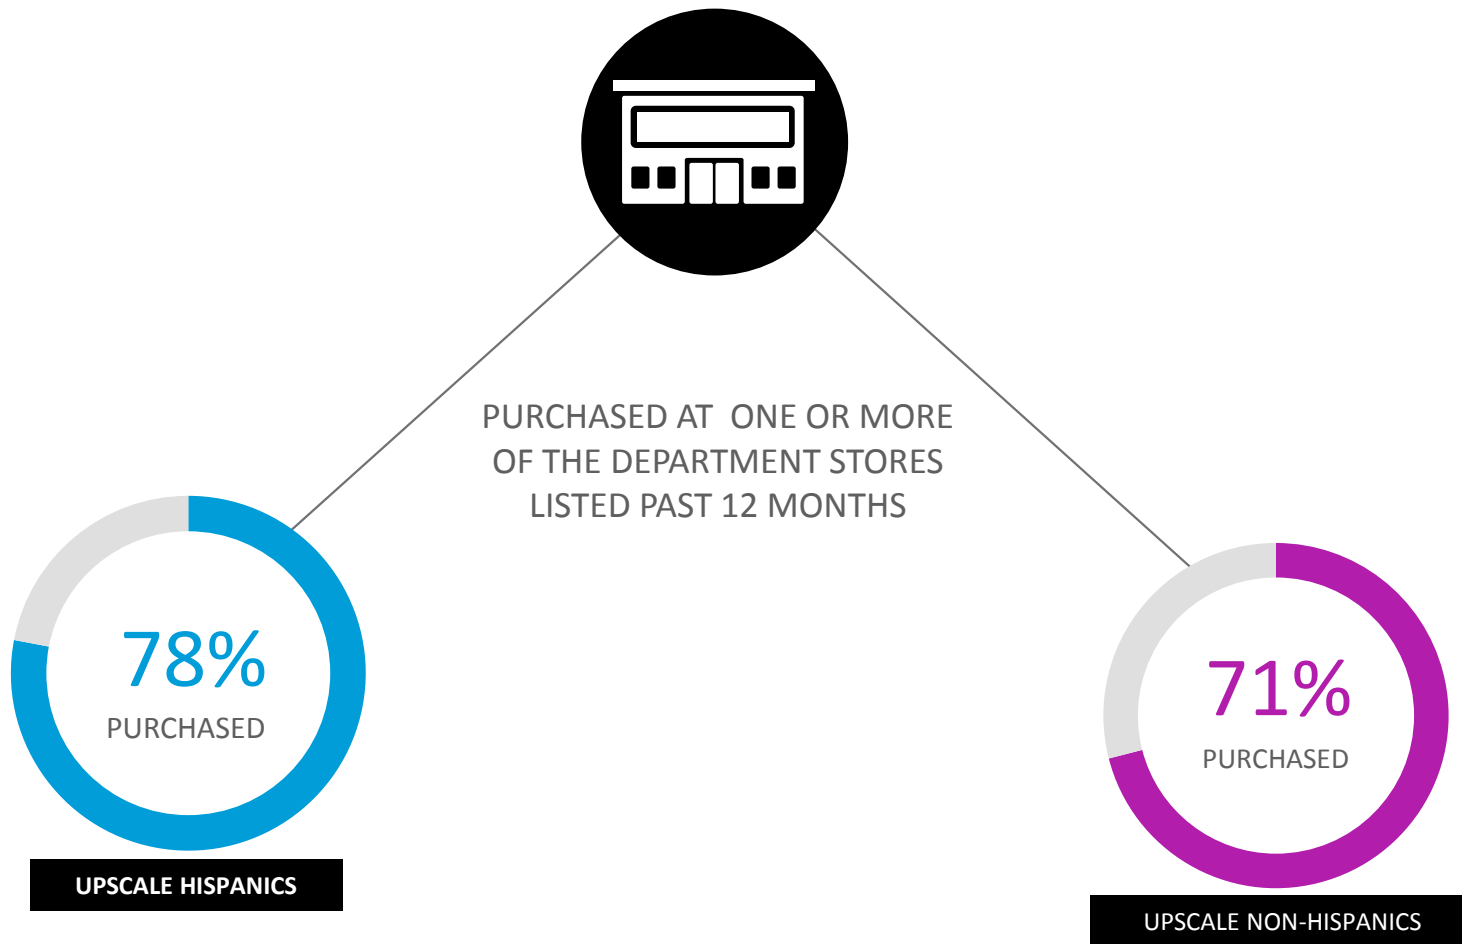 PURCHASED AT  ONE OR MORE
OF THE DEPARTMENT STORES
LISTED PAST 12 MONTHS
78%
PURCHASED
UPSCALE HISPANICS
71%
PURCHASED
UPSCALE NON-HISPANICS